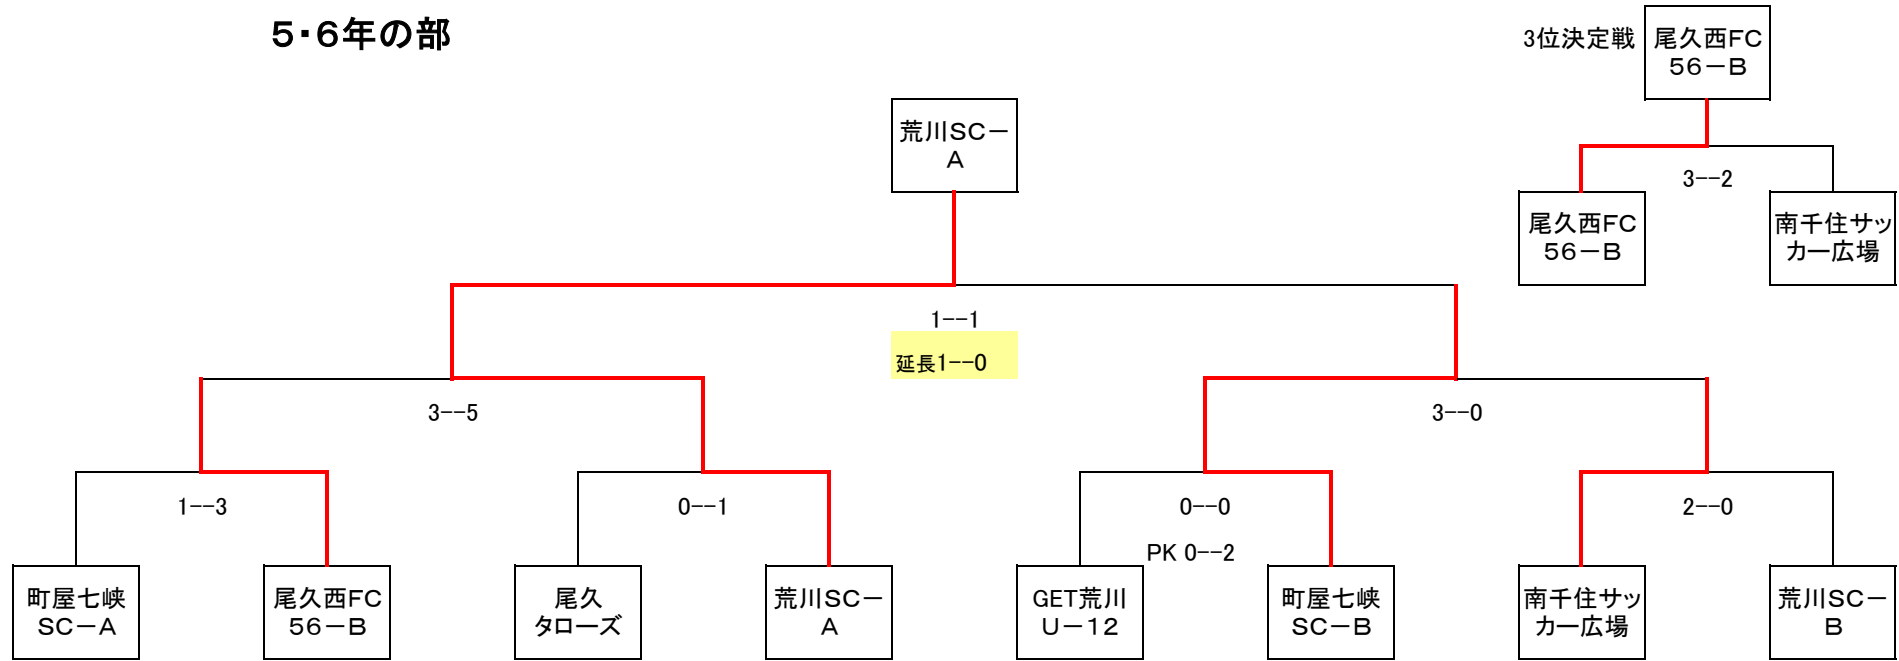 ５・６年の部
3位決定戦
尾久西FC
５６－B
荒川SC－
A
3--2
尾久西FC
５６－B
南千住サッ
カー広場
1--1
延長1--0
3--5
3--0
1--3
0--1
0--0
2--0
PK 0--2
町屋七峡
SC－A
尾久西FC
５６－B
尾久
タローズ
荒川SC－
A
GET荒川
U－１２
町屋七峡
SC－B
南千住サッ
カー広場
荒川SC－
B